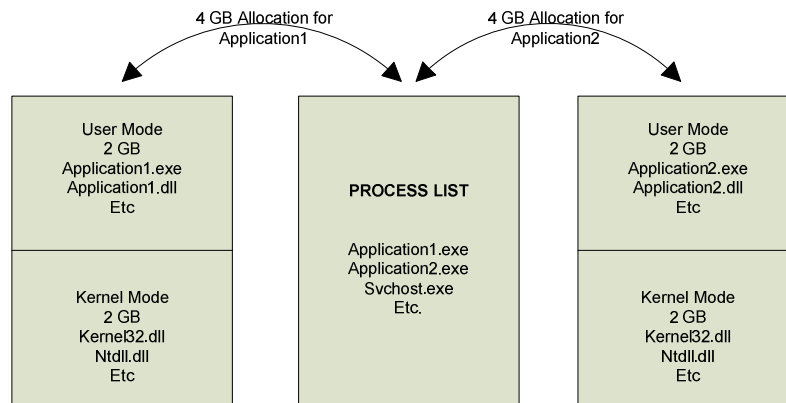 4 GB Allocation for
Application1
4 GB Allocation for
Application2
User Mode
2 GB
Application1.exe
Application1.dll
Etc
Kernel Mode
2 GB
Kernel32.dll
Ntdll.dll
Etc
PROCESS LIST
Application1.exe
Application2.exe
Svchost.exe
Etc.
User Mode
2 GB
Application2.exe
Application2.dll
Etc
Kernel Mode
2 GB
Kernel32.dll
Ntdll.dll
Etc